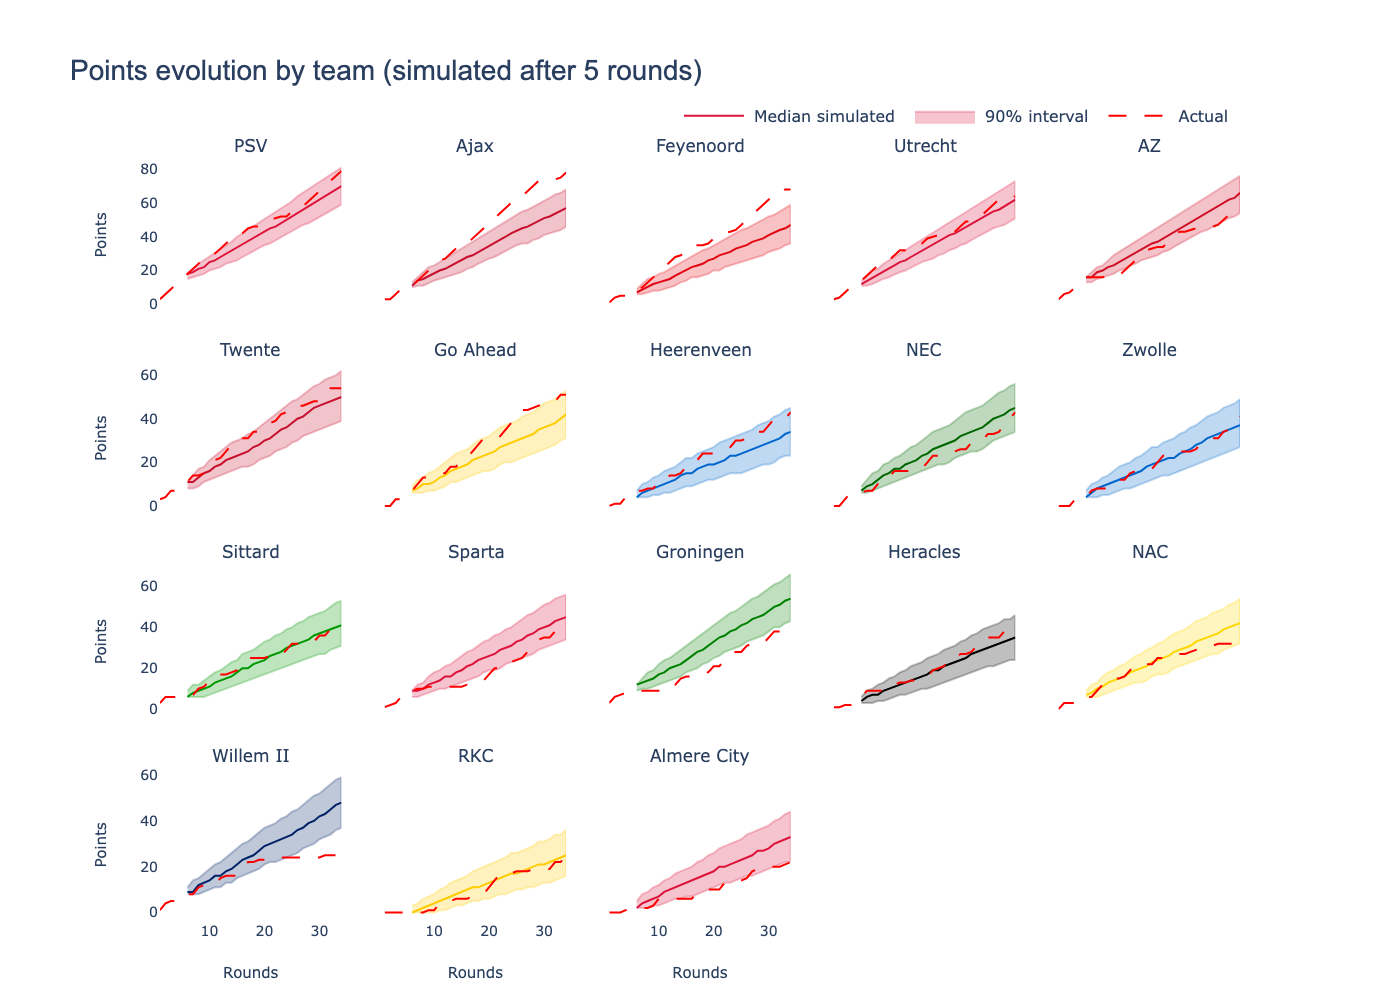 Points evolution by team (simulated after 5 rounds)
Median simulated 90% interval Actual
PSV Ajax Feyenoord Utrecht AZ
80
60
40
20
0
Points
Twente Go Ahead Heerenveen NEC Zwolle
60
40
20
0
Points
Sittard Sparta Groningen Heracles NAC
60
40
20
0
Points
Willem II RKC Almere City
60
40
20
0
Points
10 20 30 10 20 30 10 20 30
Rounds Rounds Rounds